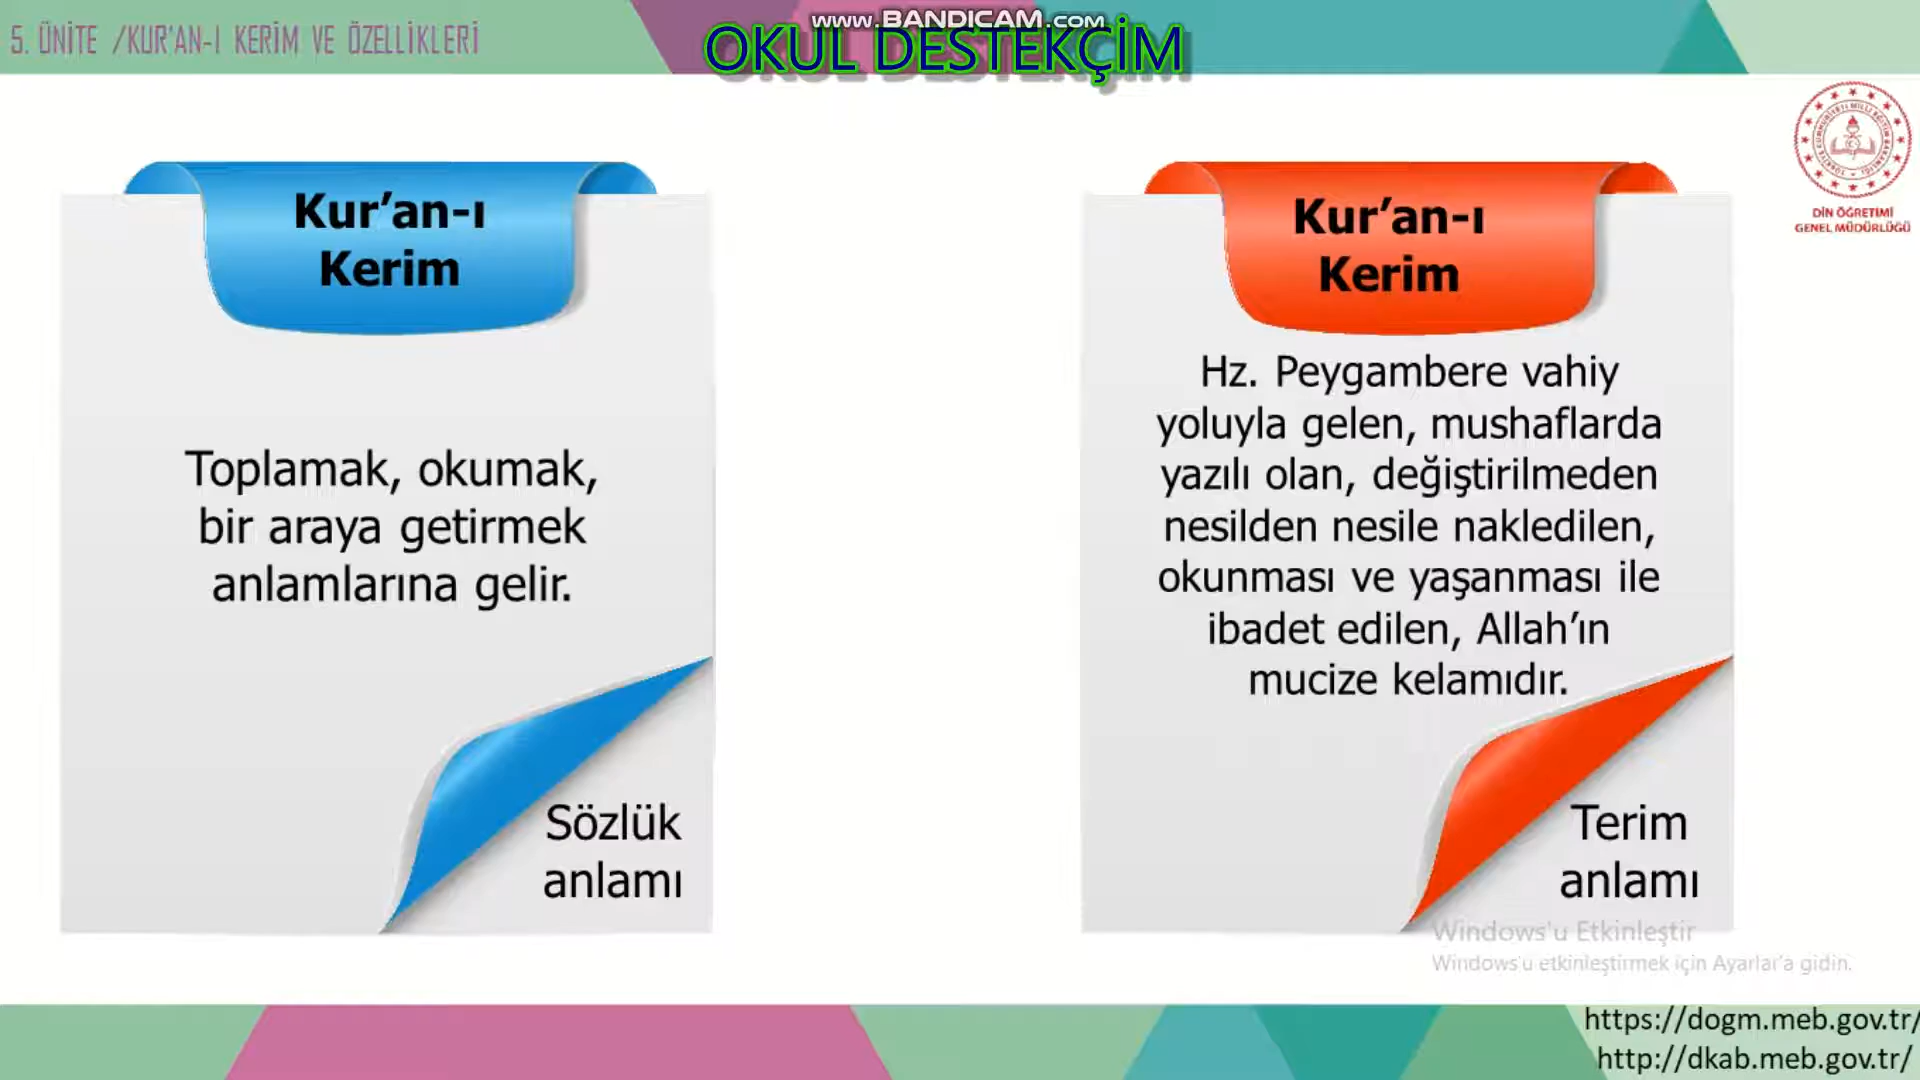 5. ÜNİTE /KUR'AN-I KERİM VE ÖZELLİKLERİ
www.BANDICAM.com
OKUL DESTEKÇİM
DİN ÖĞRETİMİ
GENEL MÜDÜRLÜĞÜ
Kur’an-ı
Kerim
Toplamak, okumak,
bir araya getirmek
anlamlarına gelir.
Sözlük
anlamı
Kur’an-ı
Kerim
Hz. Peygambere vahiy
yoluyla gelen, mushaflarda
yazılı olan, değiştirilmeden
nesilden nesile nakledilen,
okunması ve yaşanması ile
ibadet edilen, Allah’ın
mucize kelamıdır.
Terim
anlamı
Windows'u Etkinleştir
Windows'u etkinleştirmek için Ayarlar'a gidin.
https://dogm.meb.gov.tr/
http://dkab.meb.gov.tr/